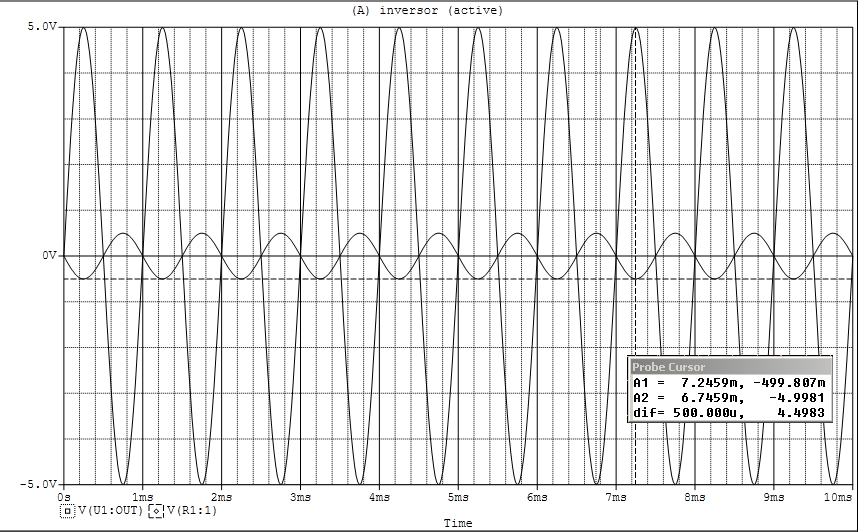 (A) inversor (active)
5.0V
0V
-5.0V
Probe Cursor
A1 = 7.2459m, -499.807m
A2 = 6.7459m, -4.9981
dif= 500.000u, 4.4983
0s 1ms 2ms 3ms 4ms 5ms 6ms 7ms 8ms 9ms 10ms
V(U1:OUT) V(R1:1)
Time